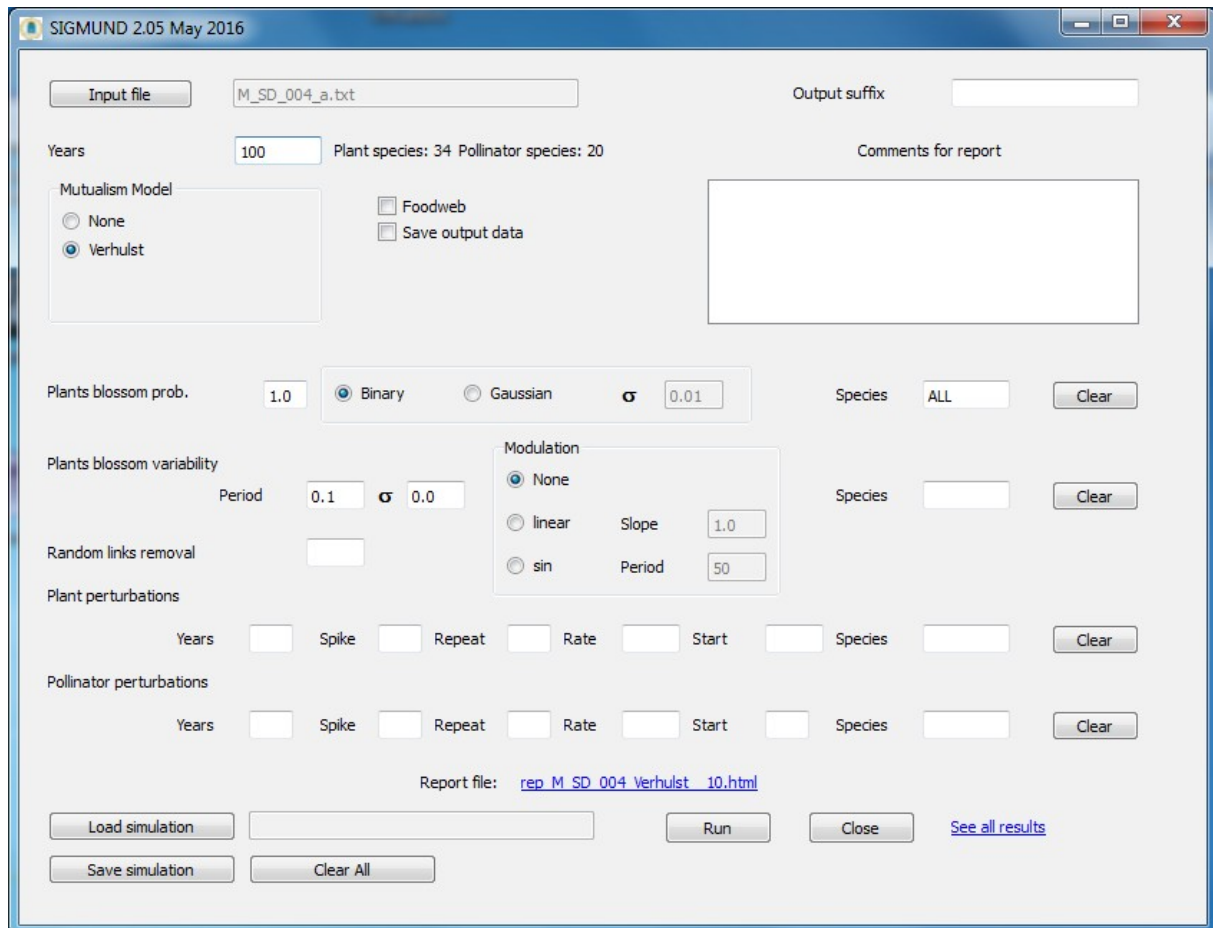 SIGMUND 2.05 May 2016
Input file M_SD_004_a.txt Output suffix
Years 100 Plant species: 34 Pollinator species: 20 Comments for report
Mutualism Model
None
Verhulst
Foodweb
Save output data
Plants blossom prob. 1.0 Binary Gaussian σ 0.01 Species ALL Clear
Plants blossom variability
Period 0.1 σ 0.0
Modulation
None
linear Slope 1.0
sin Period 50
Species Clear
Random links removal
Plant perturbations
Years Spike Repeat Rate Start Species Clear
Pollinator perturbations
Years Spike Repeat Rate Start Species Clear
Report file: rep_M_SD_004_Verhulst__10.html
Load simulation Run Close See all results
Save simulation Clear All